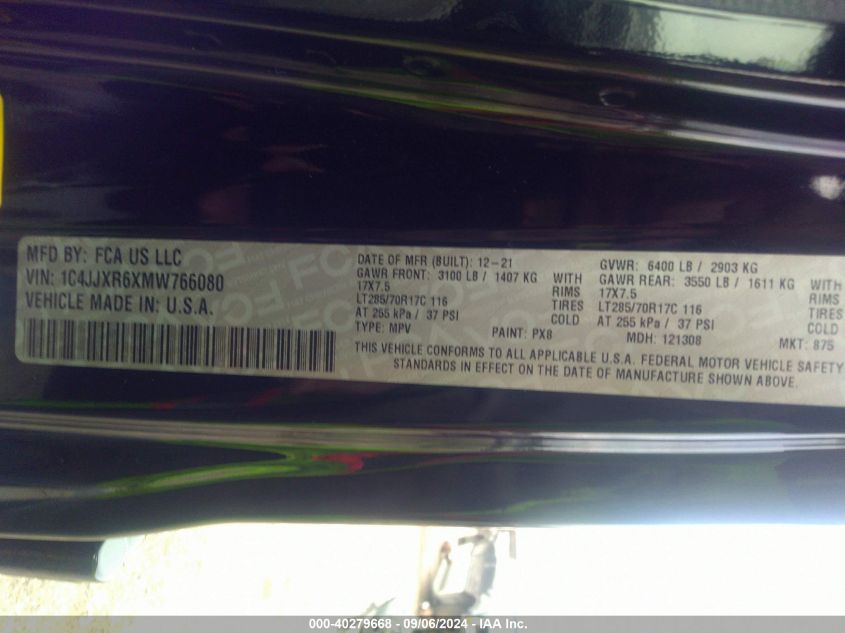 MFD BY: FCA US LLC
VIN: 1C4JJXR6XMW766080
VEHICLE MADE IN: U.S.A.
DATE OF MFR (BUILT): 12-21
GAWR FRONT: 3100 LB / 1407 KG WITH
17X7.5 RIMS
LT285/70R17C 116 TIRES
AT 255 kPa / 37 PSI COLD
TYPE: MPV PAINT: PX8
GVWR: 6400 LB / 2903 KG
GAWR REAR: 3550 LB / 1611 KG WITH
17X7.5 RIMS
LT285/70R17C 116 TIRES
AT 255 kPa / 37 PSI COLD
MDH: 121308 MKT: 875
THIS VEHICLE CONFORMS TO ALL APPLICABLE U.S.A. FEDERAL MOTOR VEHICLE SAFETY
STANDARDS IN EFFECT ON THE DATE OF MANUFACTURE SHOWN ABOVE.
000-40279668 - 09/06/2024 - IAA Inc.